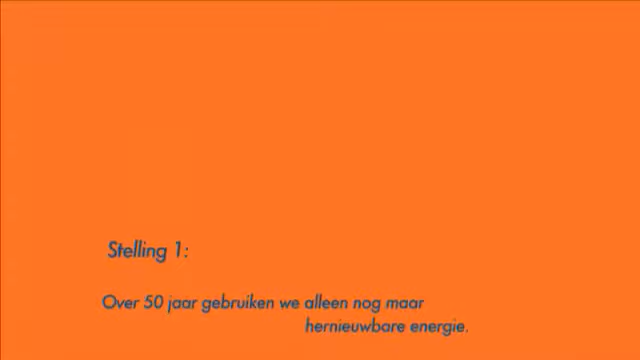 Stelling 1:
Over 50 jaar gebruiken we alleen nog maar
hernieuwbare energie.